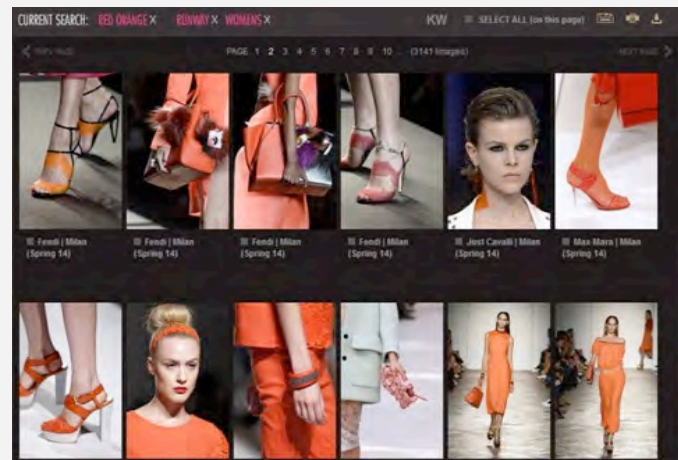 CURRENT SEARCH: RED ORANGE X RUNWAY X WOMENS X KW SELECT ALL (on this page)
PREV PAGE PAGE 1 2 3 4 5 6 7 8 9 10 ... (3141 Images) NEXT PAGE
Fendi | Milan
(Spring 14)
Fendi | Milan
(Spring 14)
Fendi | Milan
(Spring 14)
Fendi | Milan
(Spring 14)
Just Cavalli | Milan
(Spring 14)
Max Mara | Milan
(Spring 14)